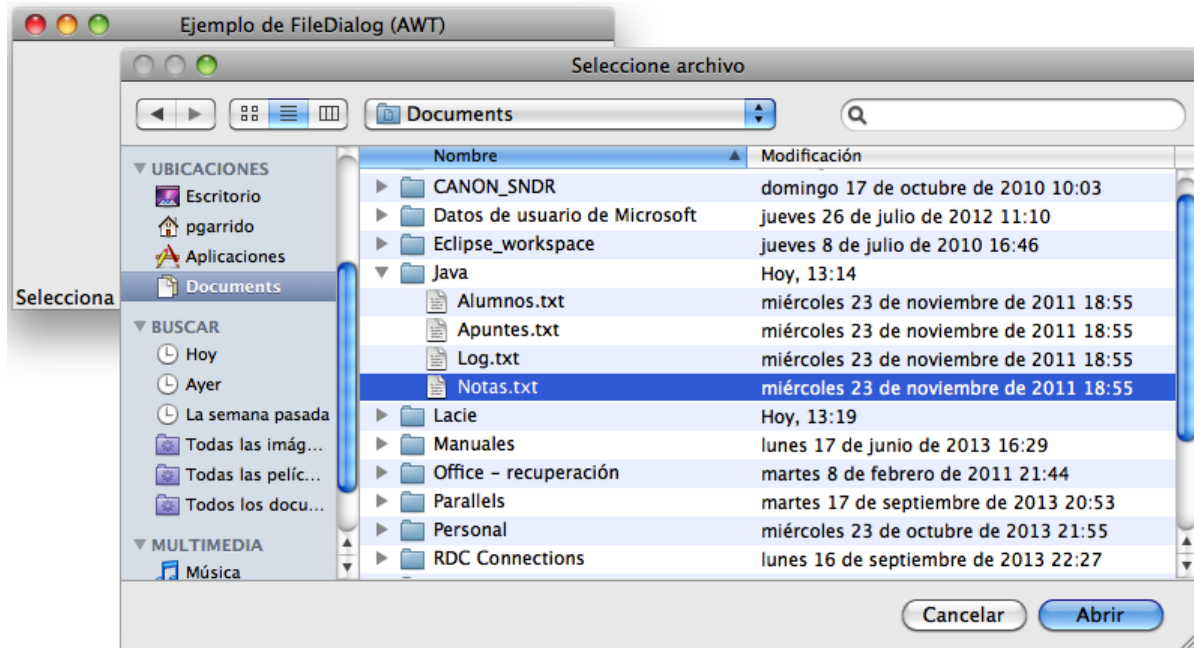 Ejemplo de FileDialog (AWT)
Seleccione archivo
Documents
Nombre Modificación
UBICACIONES
Escritorio
pgarrido
Aplicaciones
Documents
BUSCAR
Hoy
Ayer
La semana pasada
Todas las imág...
Todas las pelíc...
Todos los docu...
MULTIMEDIA
Música
CANON_SNDR domingo 17 de octubre de 2010 10:03
Datos de usuario de Microsoft jueves 26 de julio de 2012 11:10
Eclipse_workspace jueves 8 de julio de 2010 16:46
Java Hoy, 13:14
Alumnos.txt miércoles 23 de noviembre de 2011 18:55
Apuntes.txt miércoles 23 de noviembre de 2011 18:55
Log.txt miércoles 23 de noviembre de 2011 18:55
Notas.txt miércoles 23 de noviembre de 2011 18:55
Lacie Hoy, 13:19
Manuales lunes 17 de junio de 2013 16:29
Office – recuperación martes 8 de febrero de 2011 21:44
Parallels martes 17 de septiembre de 2013 20:53
Personal miércoles 23 de octubre de 2013 21:55
RDC Connections lunes 16 de septiembre de 2013 22:27
Selecciona
Cancelar Abrir